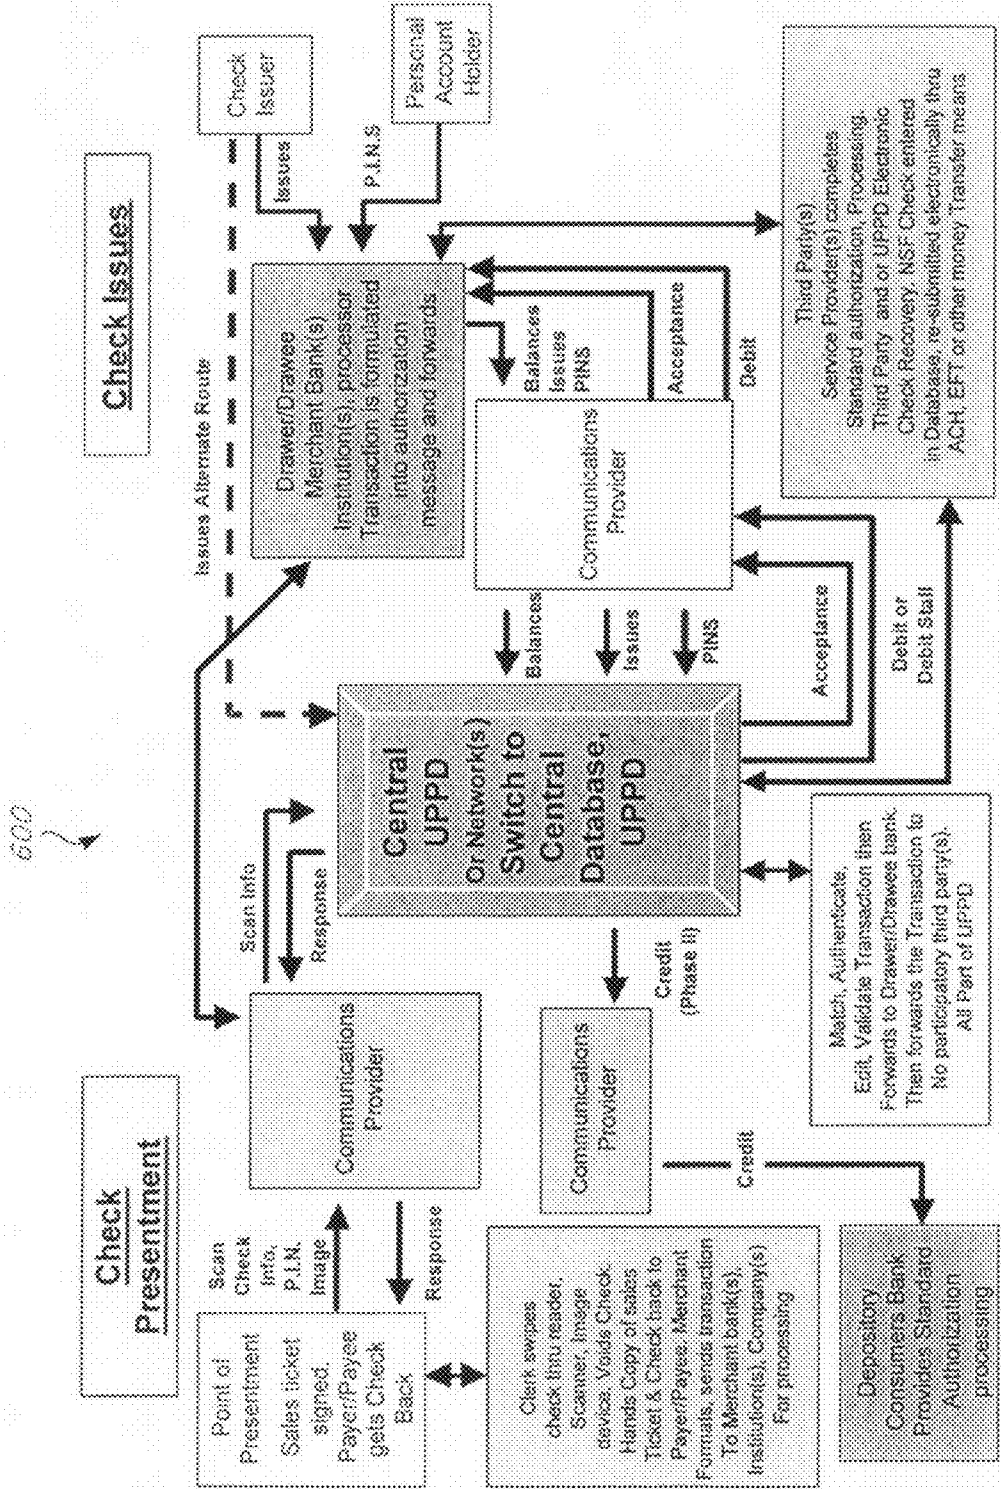 600
Check
Presentment
Check Issues
Issues Alternate Route
Point of
Presentment
Sales ticket
signed.
Payer/Payee
gets Check
Back
Scan
Check
Info,
P.I.N.
Image
Response
Communications
Provider
Scan Info
Response
Central
UPPD
Or Network(s)
Switch to
Central
Database,
UPPD
Drawer/Drawee
Merchant Bank(s)
Institution(s), processor
Transaction is formulated
into authorization
message and forwards
Issues
Check
Issuer
P.I.N.S
Personal
Account
Holder
Balances
Issues
PINS
Communications
Provider
Acceptance
Debit
Balances
Issues
PINS
Acceptance
Debit or
Debit Stall
Clerk swipes
check thru reader,
Scanner, Image
device. Voids Check.
Hands Copy of sales
Ticket & Check back to
Payer/Payee. Merchant
Formats, sends transaction
To Merchant bank(s),
Institution(s), Company(s)
For processing
Communications
Provider
Credit
(Phase II)
Credit
Depository
Consumers Bank
Provides Standard
Authorization
processing
Match, Authenticate,
Edit, Validate Transaction then
Forwards to Drawer/Drawee bank.
Then forwards the Transaction to
No participatory third party(s).
All Part of UPPD
Third Party(s)
Service Provider(s) completes
Standard authorization, Processing.
Third Party and or UPPD Electronic
Check Recovery. NSF Check entered
in Database, re-submitted electronically thru
ACH, EFT or other money Transfer means